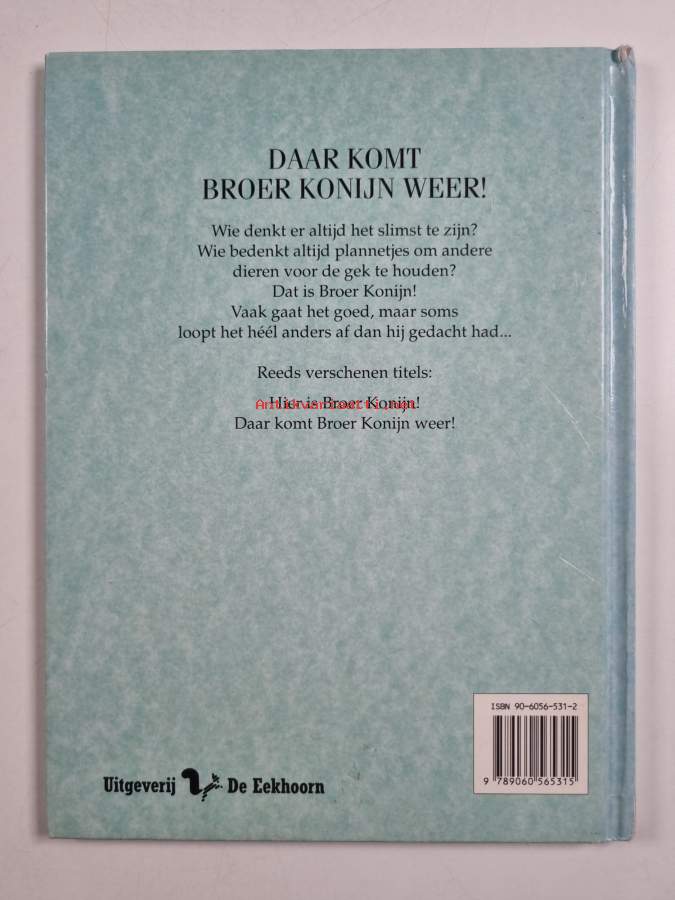 DAAR KOMT
BROER KONIJN WEER!
Wie denkt er altijd het slimst te zijn?
Wie bedenkt altijd plannetjes om andere
dieren voor de gek te houden?
Dat is Broer Konijn!
Vaak gaat het goed, maar soms
loopt het héél anders af dan hij gedacht had...
Reeds verschenen titels:
Hier is Broer Konijn!
Antikvariaatti.net
Daar komt Broer Konijn weer!
ISBN 90-6056-531-2
9 789060 565315
Uitgeverij De Eekhoorn